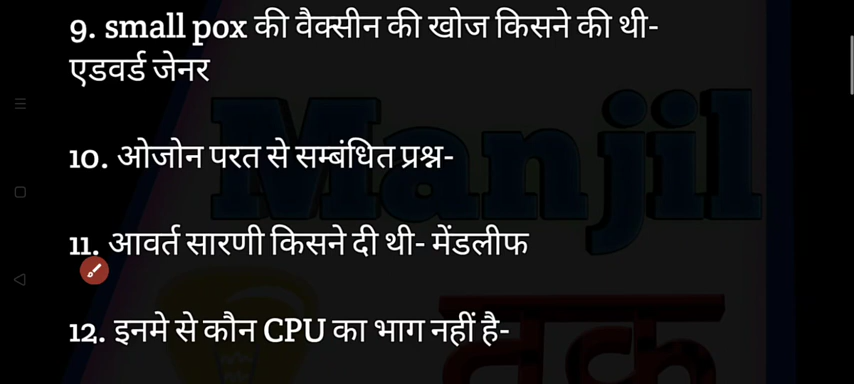 9. small pox की वैक्सीन की खोज किसने की थी-
एडवर्ड जेनर
10. ओजोन परत से सम्बंधित प्रश्न-
11. आवर्त सारणी किसने दी थी- मेंडलीफ
12. इनमे से कौन CPU का भाग नहीं है-
Manjil
तक